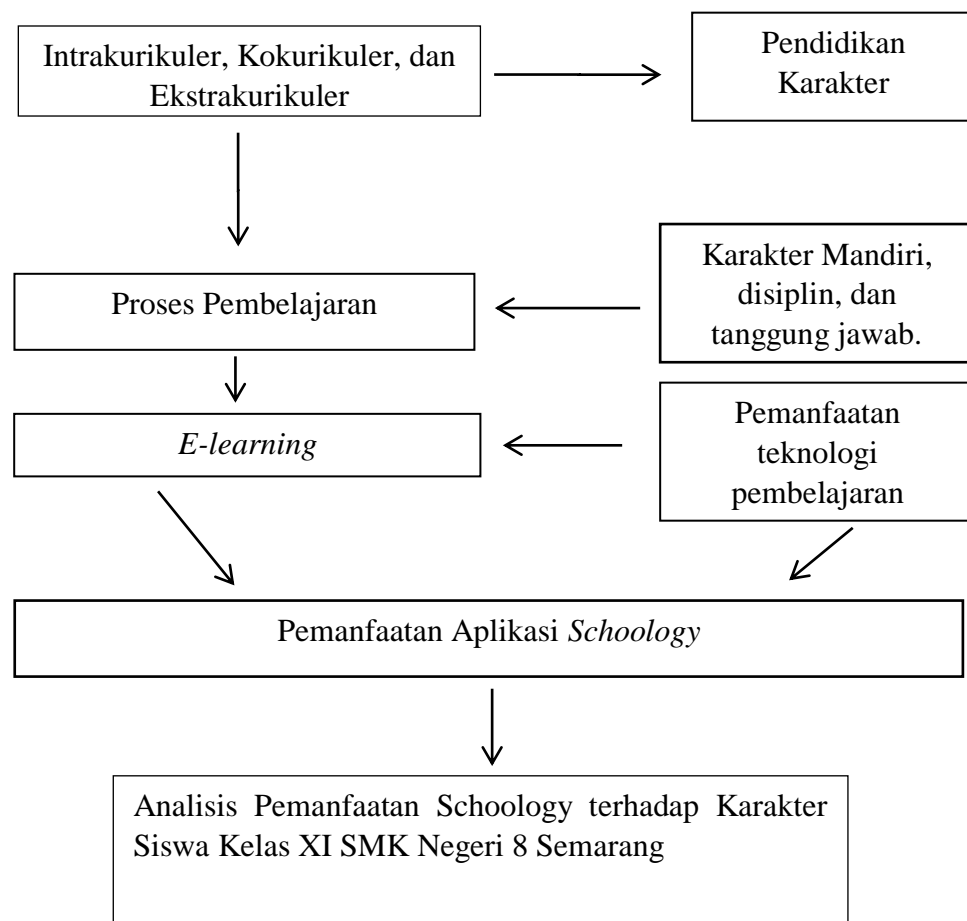 Intrakurikuler, Kokurikuler, dan
Ekstrakurikuler
Pendidikan
Karakter
Proses Pembelajaran
Karakter Mandiri,
disiplin, dan
tanggung jawab.
E-learning
Pemanfaatan
teknologi
pembelajaran
Pemanfaatan Aplikasi Schoology
Analisis Pemanfaatan Schoology terhadap Karakter
Siswa Kelas XI SMK Negeri 8 Semarang